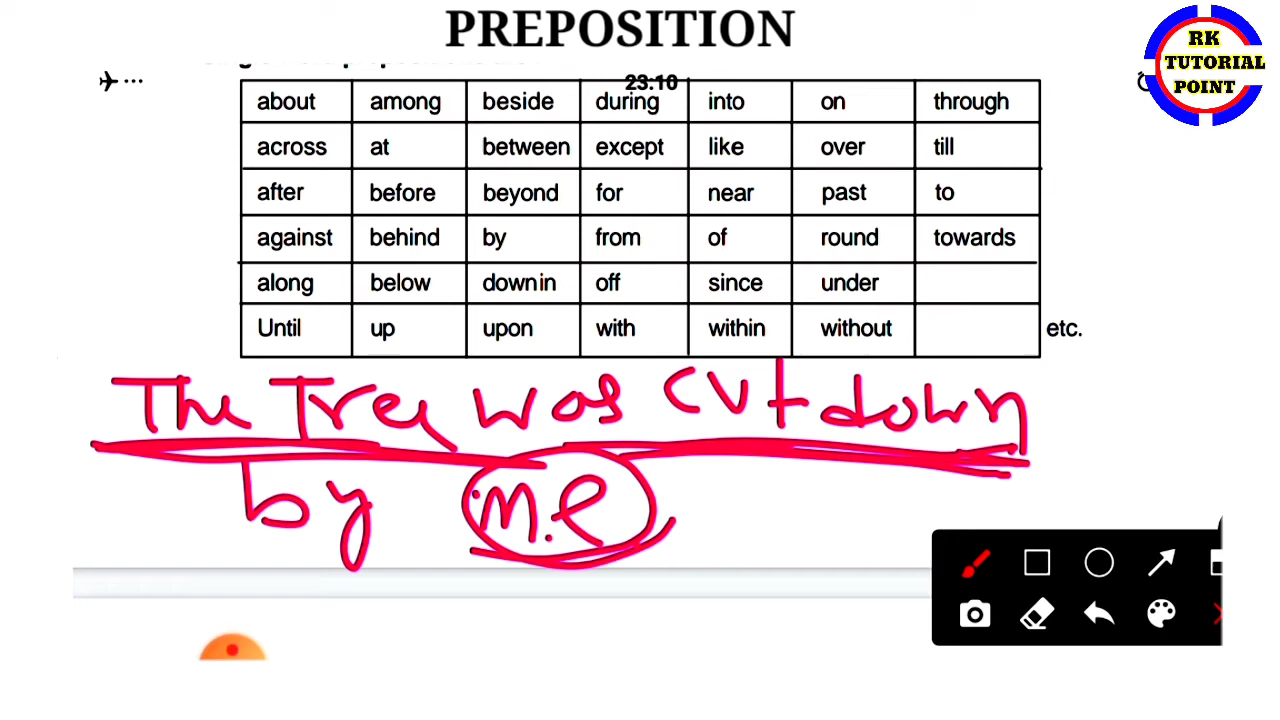 PREPOSITION
RK
TUTORIAL
POINT
23:10
about among beside during into on through
across at between except like over till
after before beyond for near past to
against behind by from of round towards
along below downin off since under
Until up upon with within without etc.
The Tree was cut down
by me